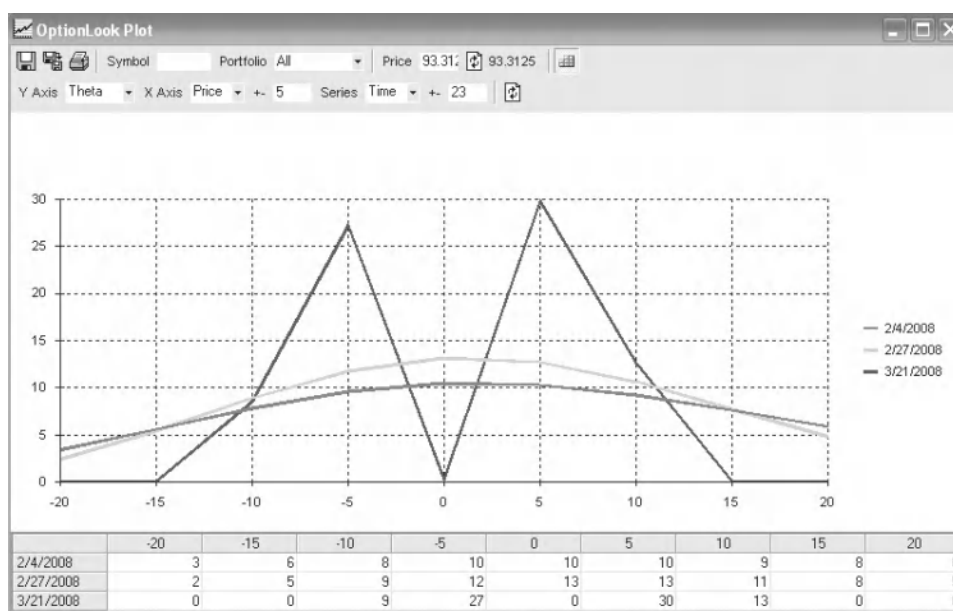 OptionLook Plot
Symbol Portfolio All Price 93.312 93.3125
Y Axis Theta X Axis Price +- 5 Series Time +- 23
30
25
20
15
10
5
0
-20 -15 -10 -5 0 5 10 15 20
2/4/2008
2/27/2008
3/21/2008
-20 -15 -10 -5 0 5 10 15 20
2/4/2008 3 6 8 10 10 10 9 8
2/27/2008 2 5 9 12 13 13 11 8
3/21/2008 0 0 9 27 0 30 13 0